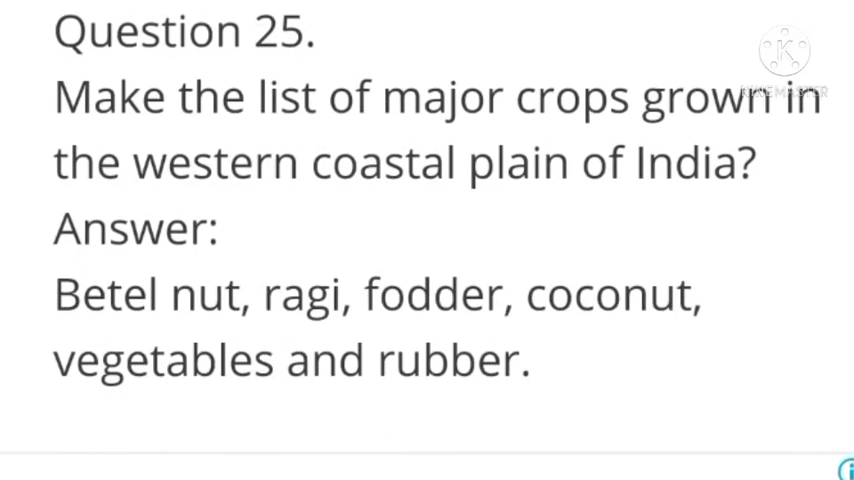 Question 25.
KINEMASTER
Make the list of major crops grown in
the western coastal plain of India?
Answer:
Betel nut, ragi, fodder, coconut,
vegetables and rubber.